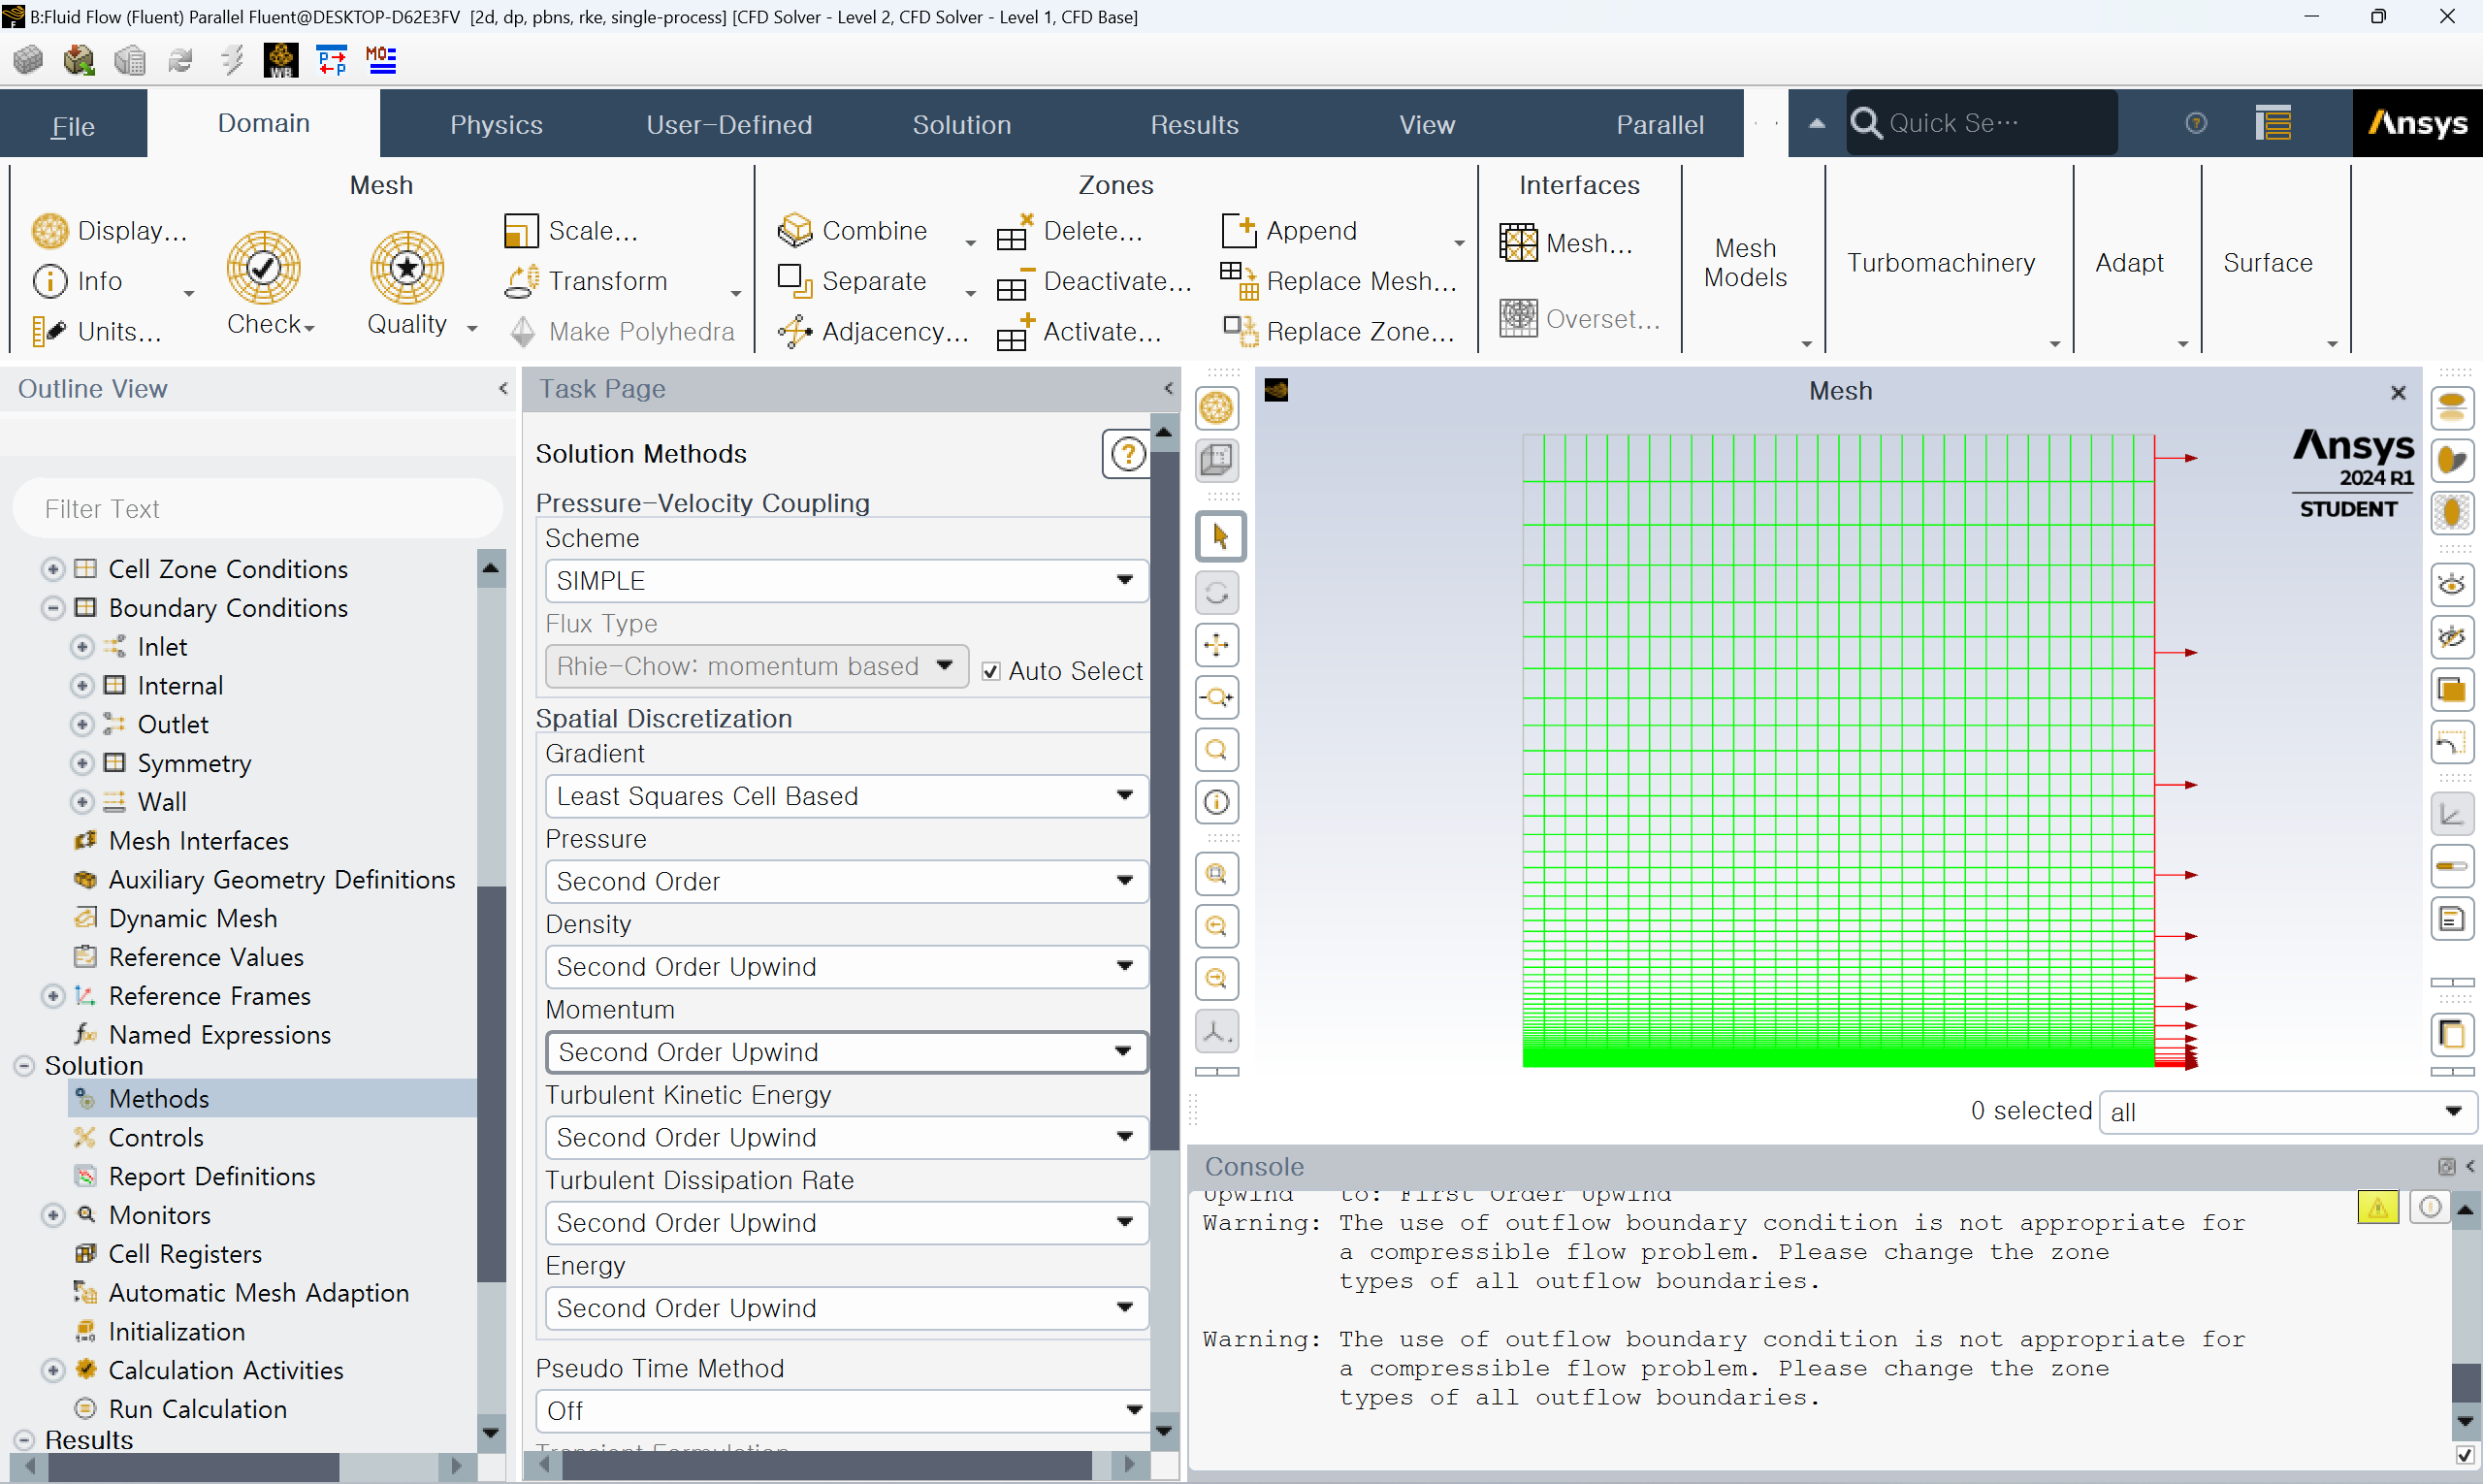 B:Fluid Flow (Fluent) Parallel Fluent@DESKTOP-D62E3FV [2d, dp, pbns, rke, single-process] [CFD Solver - Level 2, CFD Solver - Level 1, CFD Base]
File
Domain
Physics
User-Defined
Solution
Results
View
Parallel
Quick Se...
Ansys
Mesh
Display...
Info
Units...
Check
Quality
Scale...
Transform
Make Polyhedra
Zones
Combine
Separate
Adjacency...
Delete...
Deactivate...
Activate...
Append
Replace Mesh...
Replace Zone...
Interfaces
Mesh...
Overset...
Mesh
Models
Turbomachinery
Adapt
Surface
Outline View
Filter Text
Cell Zone Conditions
Boundary Conditions
Inlet
Internal
Outlet
Symmetry
Wall
Mesh Interfaces
Auxiliary Geometry Definitions
Dynamic Mesh
Reference Values
Reference Frames
Named Expressions
Solution
Methods
Controls
Report Definitions
Monitors
Cell Registers
Automatic Mesh Adaption
Initialization
Calculation Activities
Run Calculation
Results
Task Page
Solution Methods
Pressure-Velocity Coupling
Scheme
SIMPLE
Flux Type
Rhie-Chow: momentum based
Auto Select
Spatial Discretization
Gradient
Least Squares Cell Based
Pressure
Second Order
Density
Second Order Upwind
Momentum
Second Order Upwind
Turbulent Kinetic Energy
Second Order Upwind
Turbulent Dissipation Rate
Second Order Upwind
Energy
Second Order Upwind
Pseudo Time Method
Off
Transient Formulation
Mesh
Ansys
2024 R1
STUDENT
0 selected
all
Console
Upwind to: First Order Upwind
Warning: The use of outflow boundary condition is not appropriate for
a compressible flow problem. Please change the zone
types of all outflow boundaries.
Warning: The use of outflow boundary condition is not appropriate for
a compressible flow problem. Please change the zone
types of all outflow boundaries.